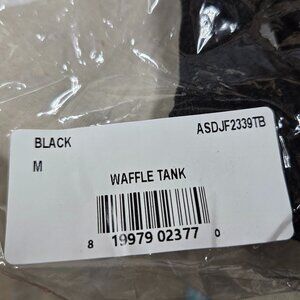 BLACK ASDJF2339TB
M
WAFFLE TANK
8 19979 02377 0